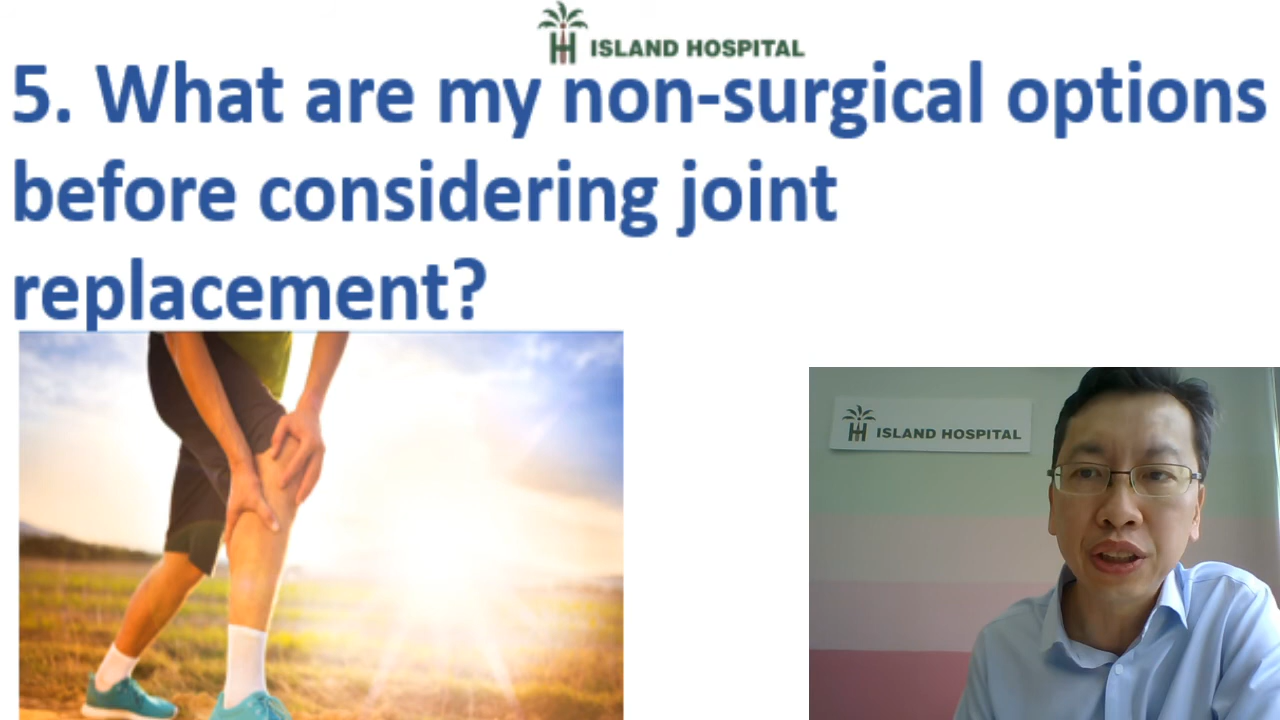 ISLAND HOSPITAL
5. What are my non-surgical options
before considering joint
replacement?
ISLAND HOSPITAL